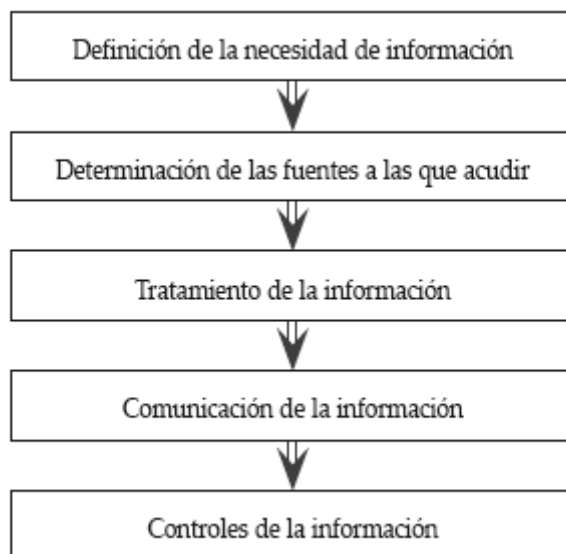 Definición de la necesidad de información
Determinación de las fuentes a las que acudir
Tratamiento de la información
Comunicación de la información
Controles de la información